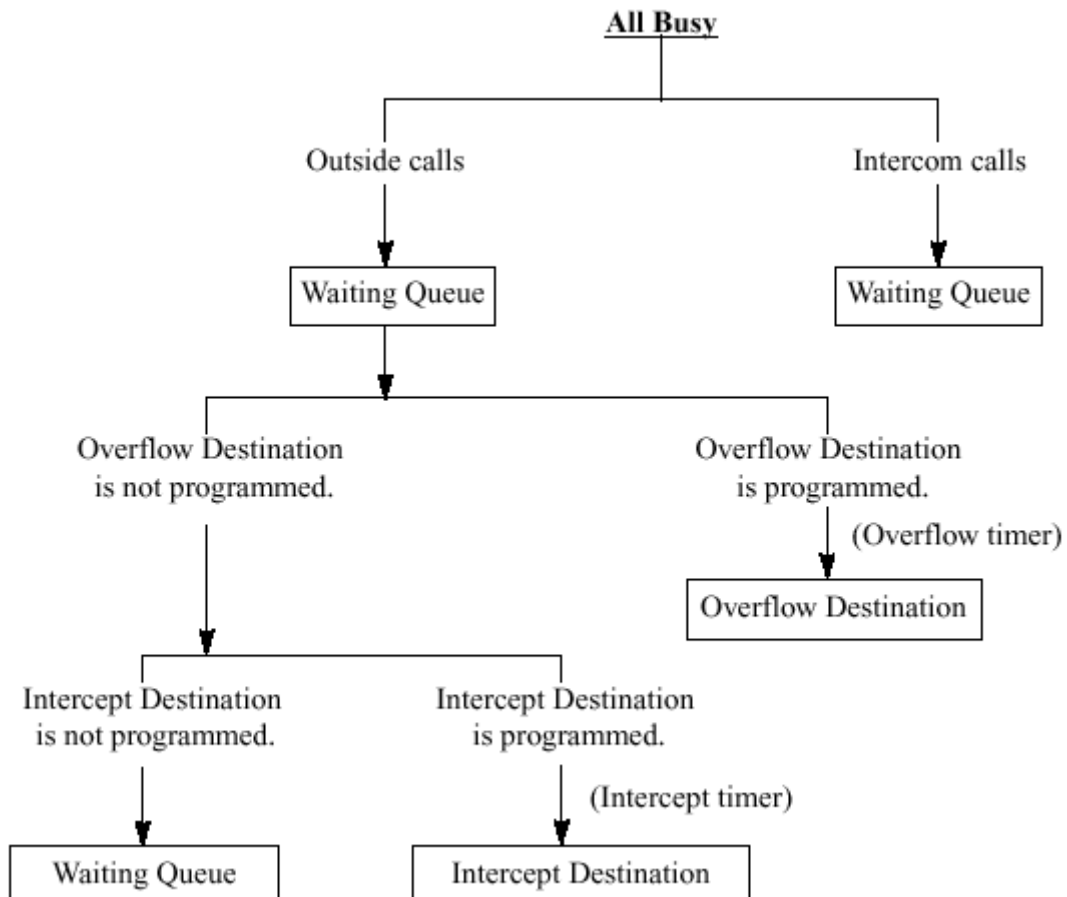 All Busy
Outside calls
Intercom calls
Waiting Queue
Waiting Queue
Overflow Destination
is not programmed.
Overflow Destination
is programmed.
(Overflow timer)
Overflow Destination
Intercept Destination
is not programmed.
Intercept Destination
is programmed.
(Intercept timer)
Waiting Queue
Intercept Destination